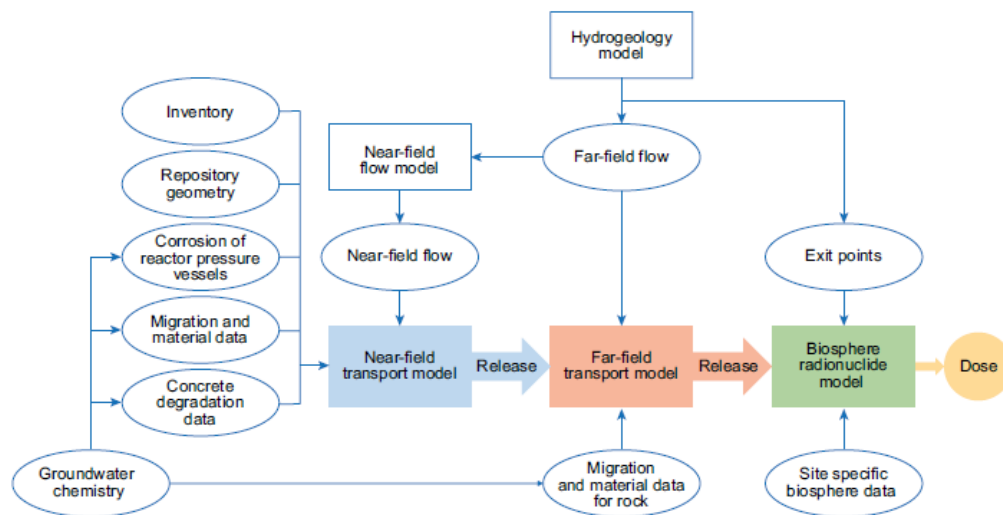 Hydrogeology
model
Inventory
Near-field
flow model
Far-field flow
Repository
geometry
Corrosion of
reactor pressure
vessels
Near-field flow
Exit points
Migration and
material data
Near-field
transport model
Release
Far-field
transport model
Release
Biosphere
radionuclide
model
Dose
Concrete
degradation
data
Groundwater
chemistry
Migration
and material data
for rock
Site specific
biosphere data